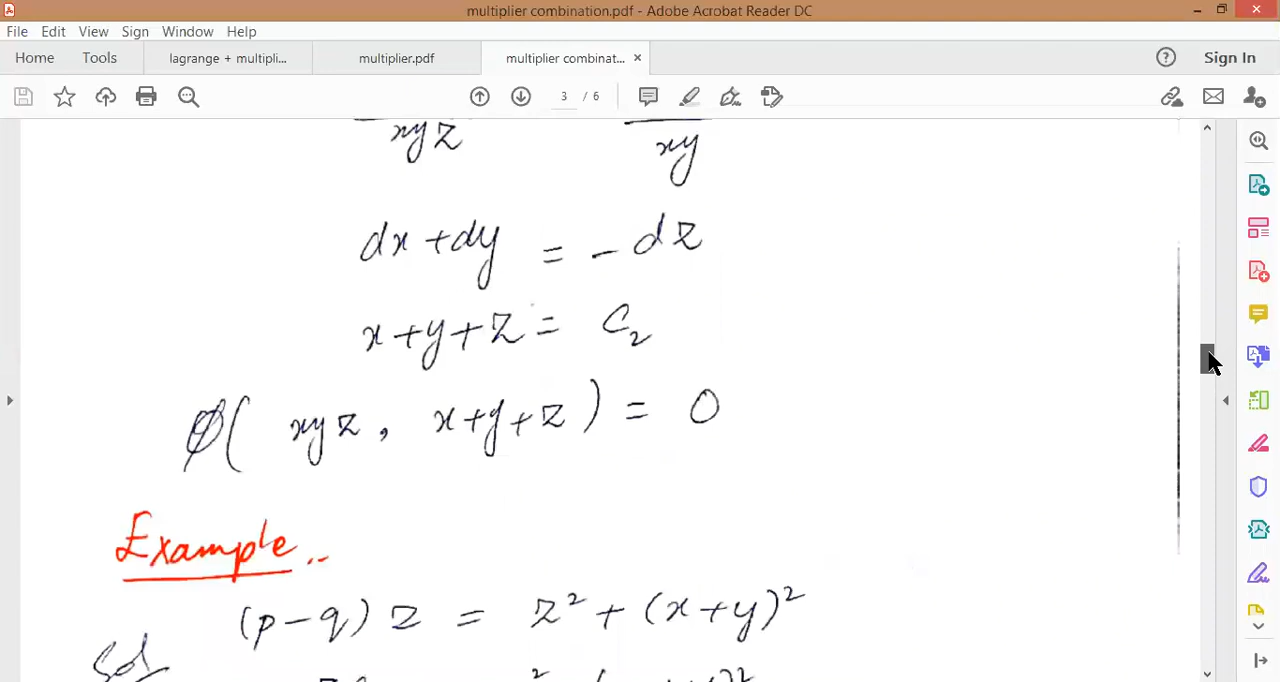 multiplier combination.pdf - Adobe Acrobat Reader DC
File Edit View Sign Window Help
Home Tools lagrange + multipli... multiplier.pdf multiplier combinat... × Sign In
3 / 6
xyz xy
dx + dy = - dz
x + y + z = C₂
Ø( xyz, x+y+z ) = 0
Example..
(p-q) z = z² + (x+y)²
Sol